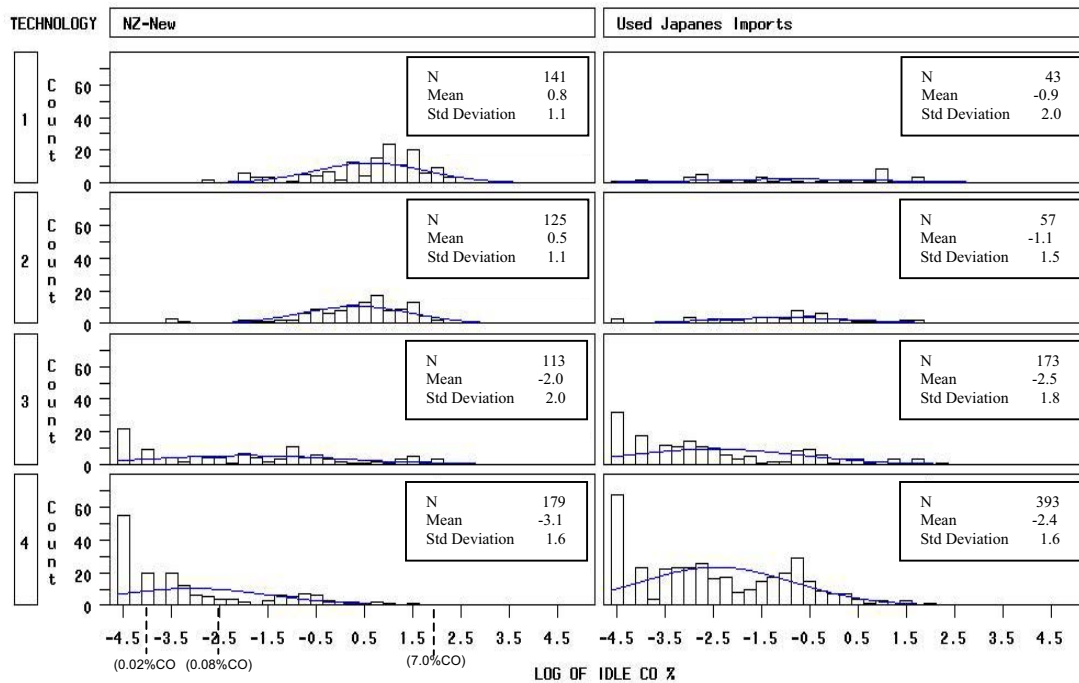 TECHNOLOGY NZ-New Used Japanes Imports
1
Count
60
40
20
0
N 141
Mean 0.8
Std Deviation 1.1
N 43
Mean -0.9
Std Deviation 2.0
2
Count
60
40
20
0
N 125
Mean 0.5
Std Deviation 1.1
N 57
Mean -1.1
Std Deviation 1.5
3
Count
60
40
20
0
N 113
Mean -2.0
Std Deviation 2.0
N 173
Mean -2.5
Std Deviation 1.8
4
Count
60
40
20
0
N 179
Mean -3.1
Std Deviation 1.6
N 393
Mean -2.4
Std Deviation 1.6
-4.5 -3.5 -2.5 -1.5 -0.5 0.5 1.5 2.5 3.5 4.5 -4.5 -3.5 -2.5 -1.5 -0.5 0.5 1.5 2.5 3.5 4.5
(0.02%CO (0.08%CO) (7.0%CO)
LOG OF IDLE CO %